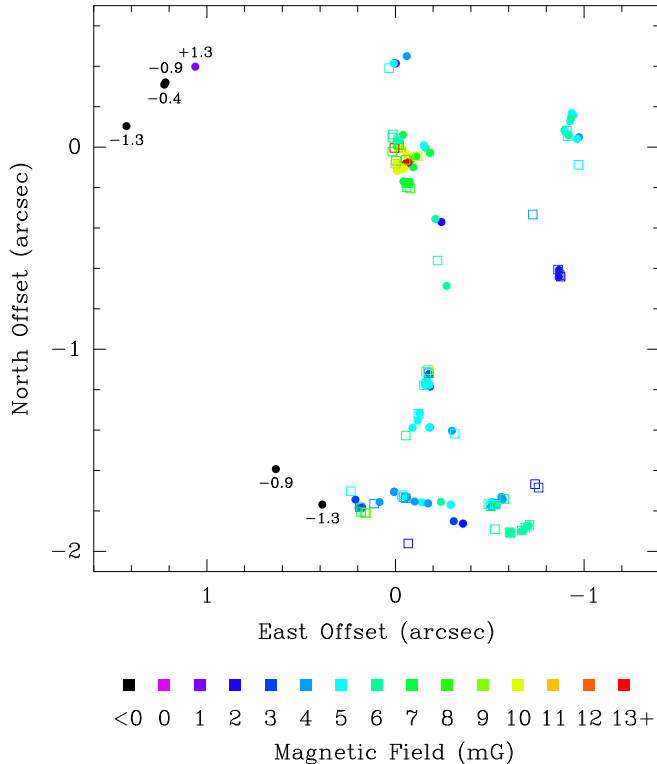 +1.3
−0.9
−0.4
−1.3
0
−1
−2
−0.9
−1.3
1 0 −1
North Offset (arcsec)
East Offset (arcsec)
<0 0 1 2 3 4 5 6 7 8 9 10 11 12 13+
Magnetic Field (mG)